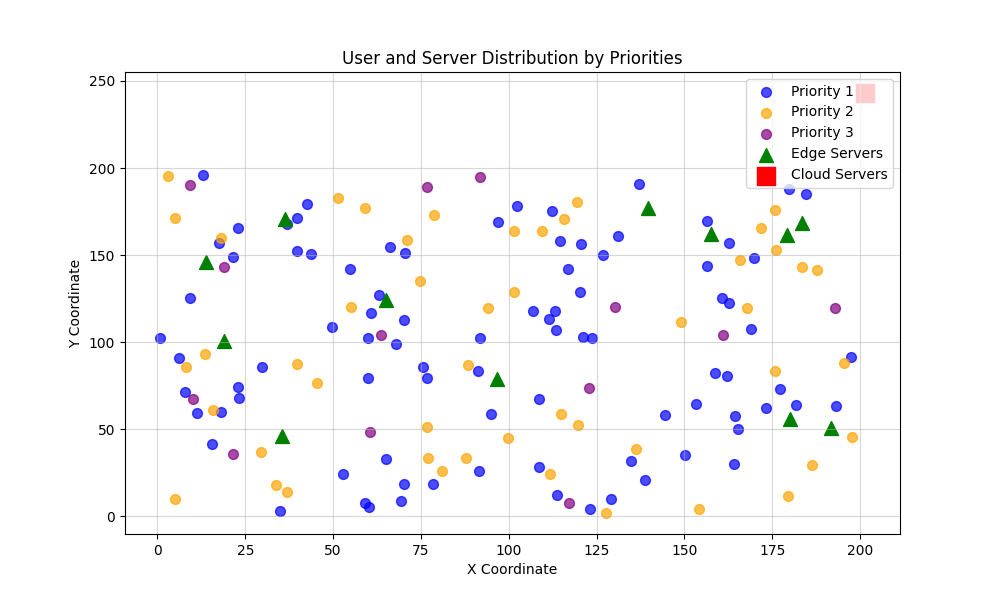 User and Server Distribution by Priorities
250
200
150
100
50
0
Y Coordinate
Priority 1
Priority 2
Priority 3
Edge Servers
Cloud Servers
0 25 50 75 100 125 150 175 200
X Coordinate